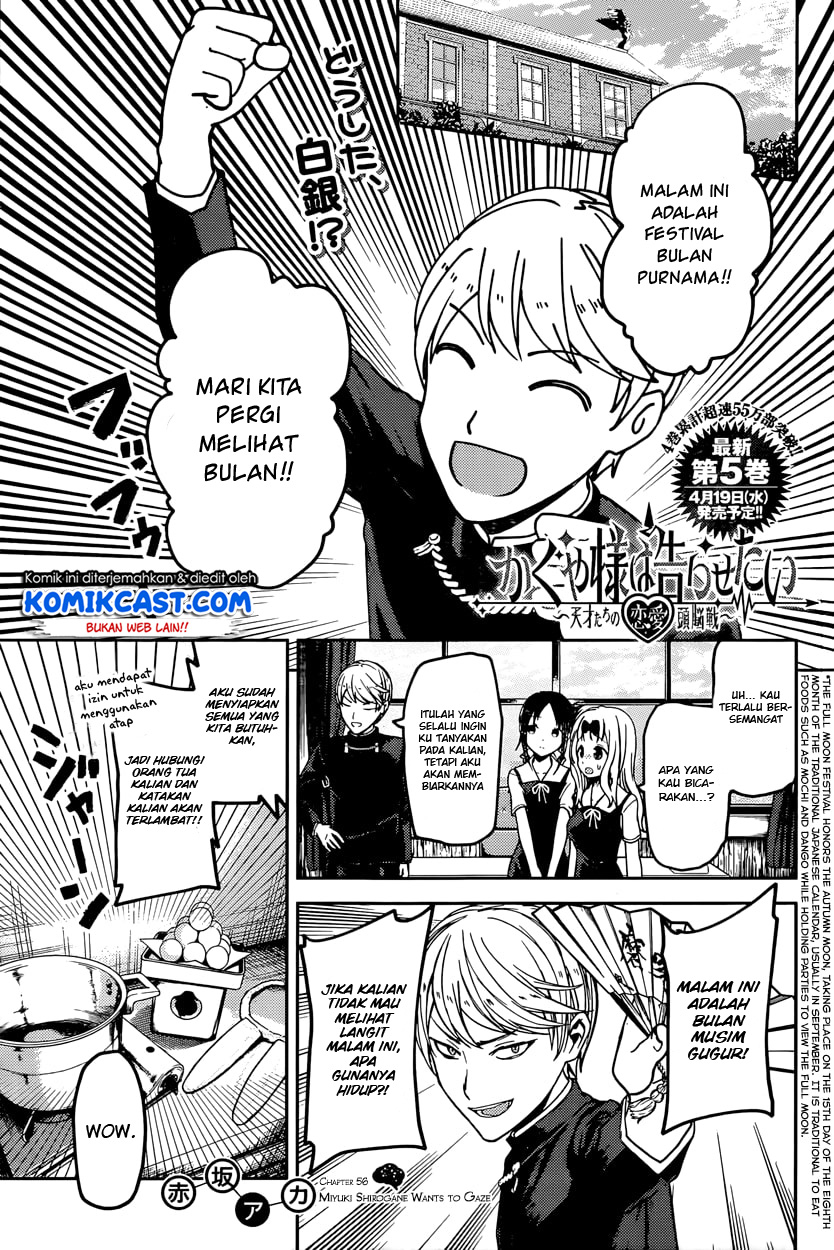 MALAM INI
ADALAH
FESTIVAL
BULAN
PURNAMA!!
どうした、
白銀!?
MARI KITA
PERGI
MELIHAT
BULAN!!
ブッ
フゥ
4巻累計超速55万部突破!!
最新
第5巻
4月19日(水)
発売予定!!
かぐや様は告らせたい
〜天才たちの恋愛頭脳戦〜
Komik ini diterjemahkan & diedit oleh
KOMIKCAST.COM
BUKAN WEB LAIN!!
UH... KAU
TERLALU BER-
SEMANGAT
APA YANG
KAU BICA-
RAKAN...?
ITULAH YANG
SELALU INGIN
KU TANYAKAN
PADA KALIAN,
TETAPI AKU
AKAN MEM-
BIARKANNYA
*THE FULL MOON FESTIVAL HONORS THE AUTUMN MOON, TAKING PLACE ON THE 15TH DAY OF THE EIGHTH
MONTH OF THE TRADITIONAL JAPANESE CALENDAR, USUALLY IN SEPTEMBER. IT IS TRADITIONAL TO EAT
FOODS SUCH AS MOCHI AND DANGO WHILE HOLDING PARTIES TO VIEW THE FULL MOON.
AKU SUDAH
MENYIAPKAN
SEMUA YANG
KITA BUTUH-
KAN,
JADI HUBUNGI
ORANG TUA
KALIAN DAN
KATAKAN
KALIAN AKAN
TERLAMBAT!!
aku mendapat
izin untuk
menggunakan
atap
ジャーン
WOW.
MALAM INI
ADALAH
BULAN
MUSIM
GUGUR!
JIKA KALIAN
TIDAK MAU
MELIHAT
LANGIT
MALAM INI,
APA
GUNANYA
HIDUP?!
赤坂アカ
CHAPTER 56
MIYUKI SHIROGANE WANTS TO GAZE